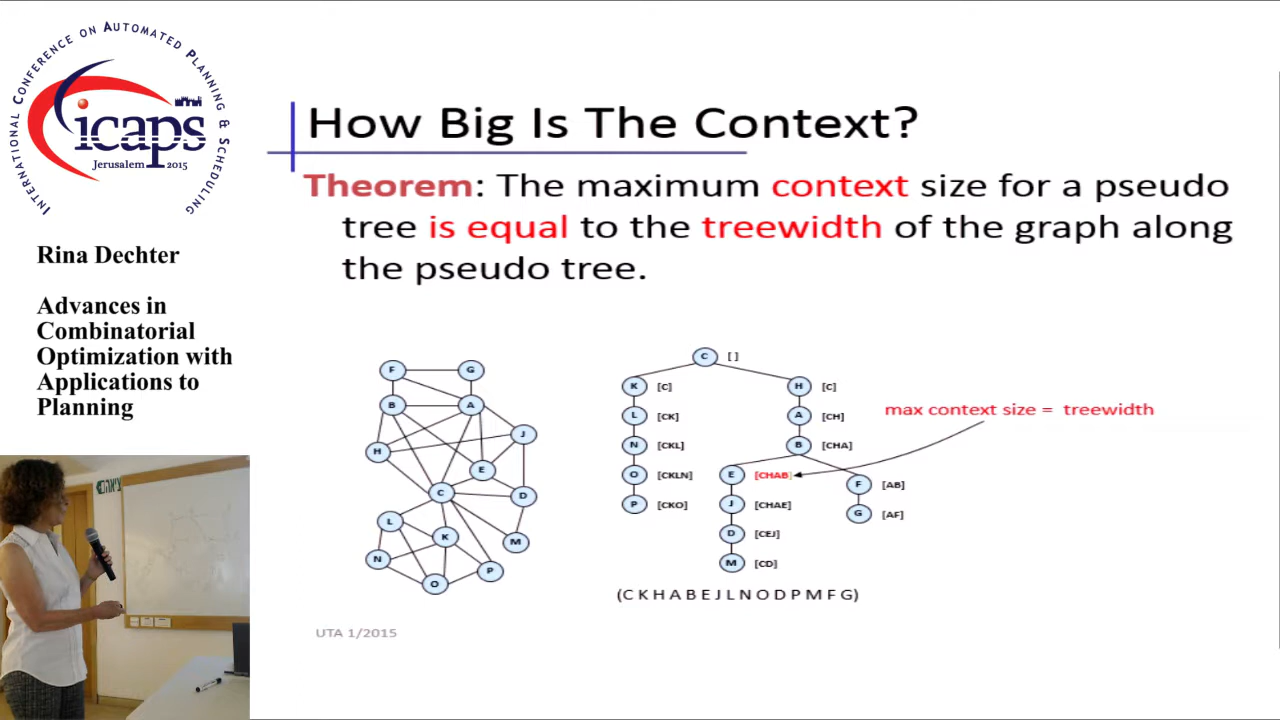 INTERNATIONAL CONFERENCE ON AUTOMATED PLANNING & SCHEDULING
icaps
Jerusalem 2015
Rina Dechter
Advances in
Combinatorial
Optimization with
Applications to
Planning
How Big Is The Context?
Theorem: The maximum context size for a pseudo
tree is equal to the treewidth of the graph along
the pseudo tree.
F G
B A
J
H
E
C D
L
K M
N P
O
C [ ]
K [C] H [C]
L [CK] A [CH]
N [CKL] B [CHA]
O [CKLN] E [CHAB] F [AB]
P [CKO] J [CHAE] G [AF]
D [CEJ]
M [CD]
max context size = treewidth
(C K H A B E J L N O D P M F G)
UTA 1/2015